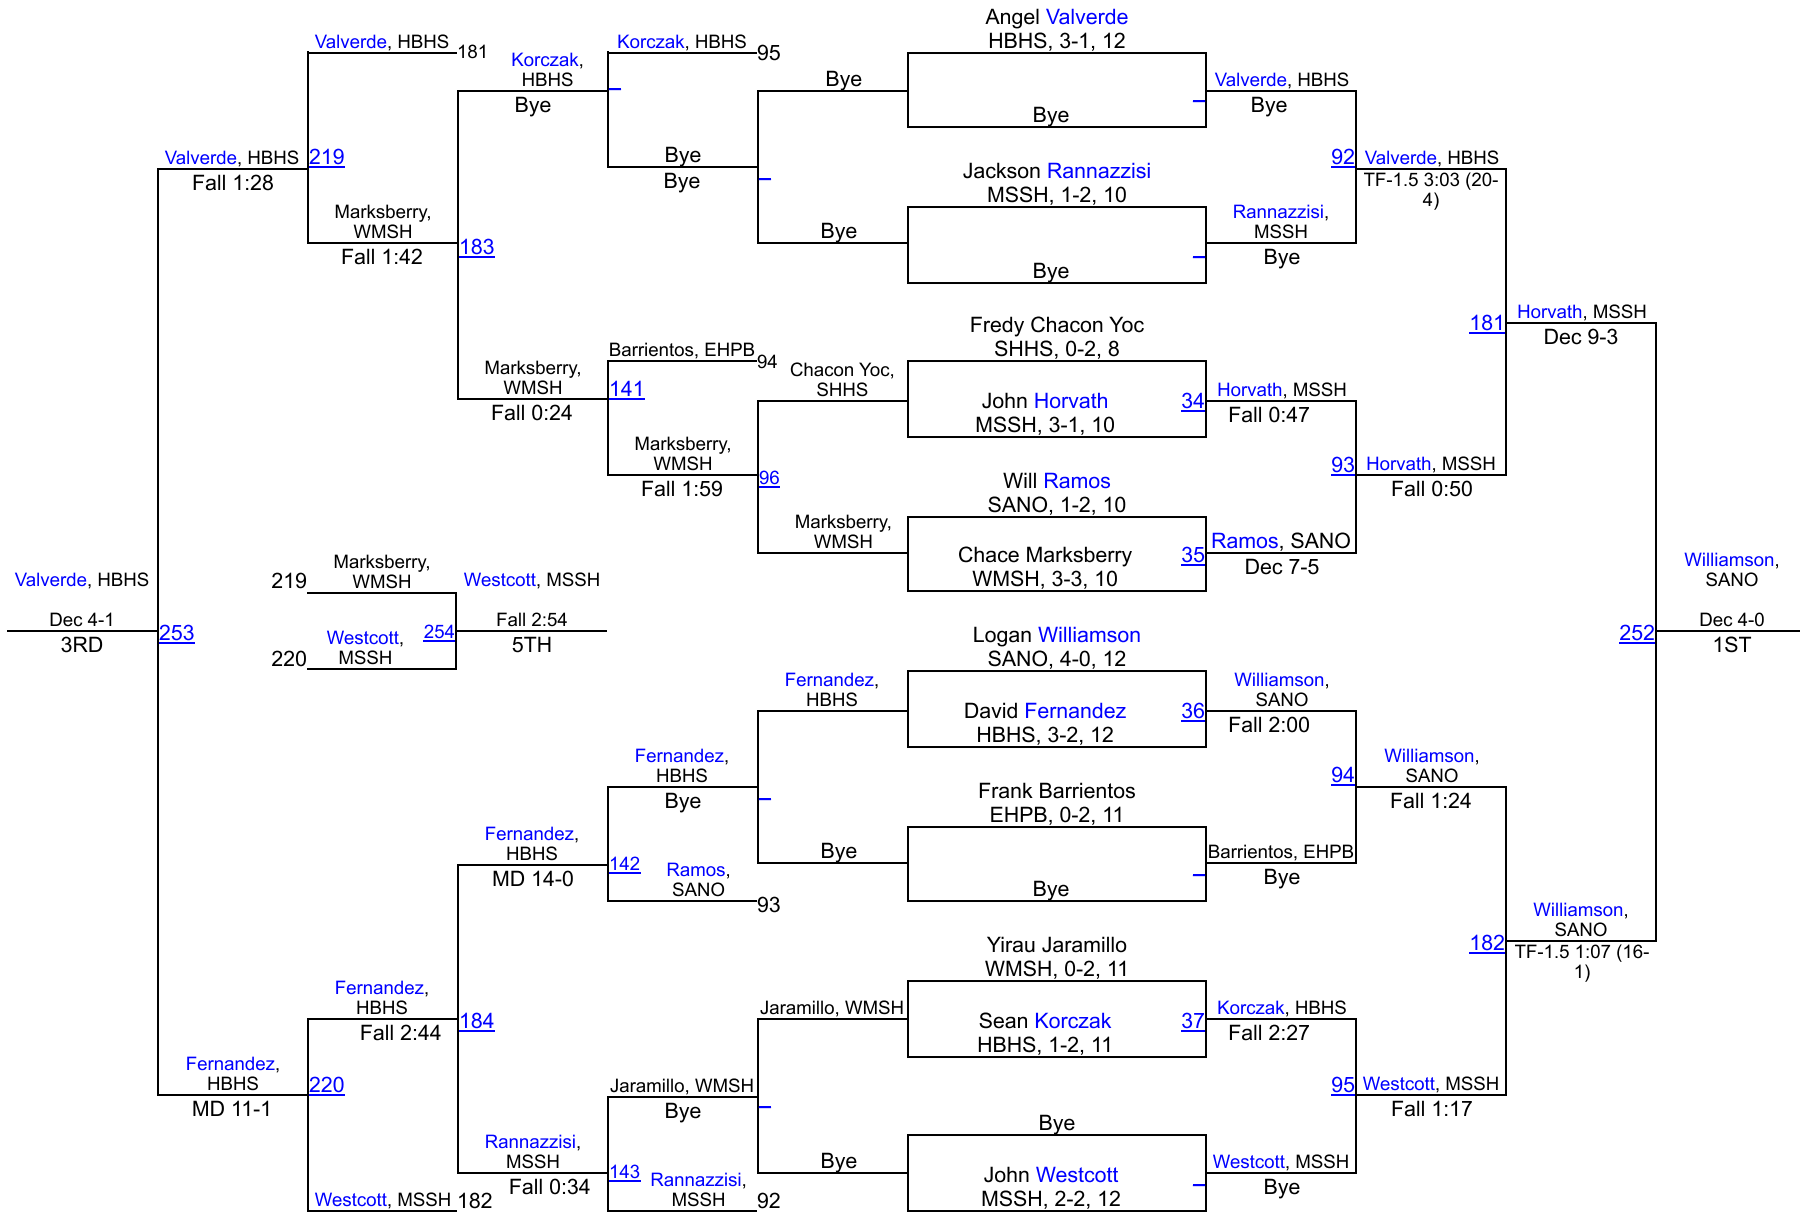 Angel Valverde
HBHS, 3-1, 12
Bye
Jackson Rannazzisi
MSSH, 1-2, 10
Bye
Fredy Chacon Yoc
SHHS, 0-2, 8
John Horvath
MSSH, 3-1, 10
34
Will Ramos
SANO, 1-2, 10
Chace Marksberry
WMSH, 3-3, 10
35
Logan Williamson
SANO, 4-0, 12
David Fernandez
HBHS, 3-2, 12
36
Frank Barrientos
EHPB, 0-2, 11
Bye
Yirau Jaramillo
WMSH, 0-2, 11
Sean Korczak
HBHS, 1-2, 11
37
Bye
John Westcott
MSSH, 2-2, 12
Valverde, HBHS
Bye
92
Rannazzisi,
MSSH
Bye
Horvath, MSSH
Fall 0:47
93
Ramos, SANO
Dec 7-5
Williamson,
SANO
Fall 2:00
94
Barrientos, EHPB
Bye
Korczak, HBHS
Fall 2:27
95
Westcott, MSSH
Bye
Valverde, HBHS
TF-1.5 3:03 (20-
4)
181
Horvath, MSSH
Fall 0:50
Williamson,
SANO
Fall 1:24
182
Westcott, MSSH
Fall 1:17
Horvath, MSSH
Dec 9-3
252
Williamson,
SANO
TF-1.5 1:07 (16-
1)
Williamson,
SANO
Dec 4-0
1ST
Bye
Bye
Chacon Yoc,
SHHS
96
Marksberry,
WMSH
Fernandez,
HBHS
Bye
Jaramillo, WMSH
Bye
Korczak, HBHS
95
Bye
Bye
Barrientos, EHPB
94
141
Marksberry,
WMSH
Fall 1:59
Fernandez,
HBHS
Bye
142
Ramos,
SANO
93
Jaramillo, WMSH
Bye
143
Rannazzisi,
MSSH
92
Korczak,
HBHS
Bye
183
Marksberry,
WMSH
Fall 0:24
Fernandez,
HBHS
MD 14-0
184
Rannazzisi,
MSSH
Fall 0:34
Valverde, HBHS
181
219
Marksberry,
WMSH
Fall 1:42
Fernandez,
HBHS
Fall 2:44
220
Westcott, MSSH
182
Valverde, HBHS
Fall 1:28
253
Fernandez,
HBHS
MD 11-1
Valverde, HBHS
Dec 4-1
3RD
219
Marksberry,
WMSH
254
220
Westcott,
MSSH
Westcott, MSSH
Fall 2:54
5TH